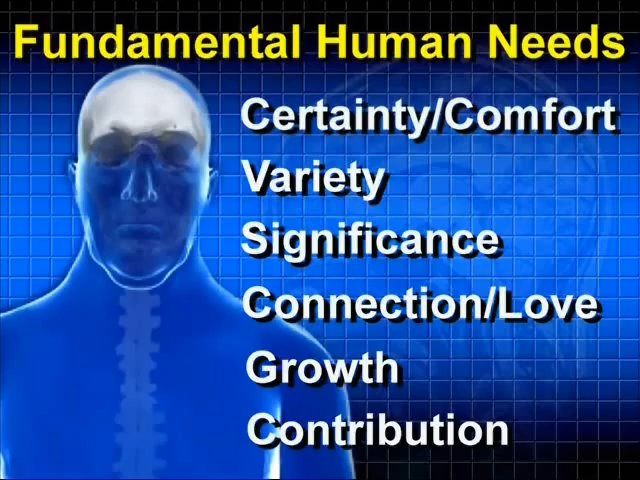 Fundamental Human Needs
Certainty/Comfort
Variety
Significance
Connection/Love
Growth
Contribution